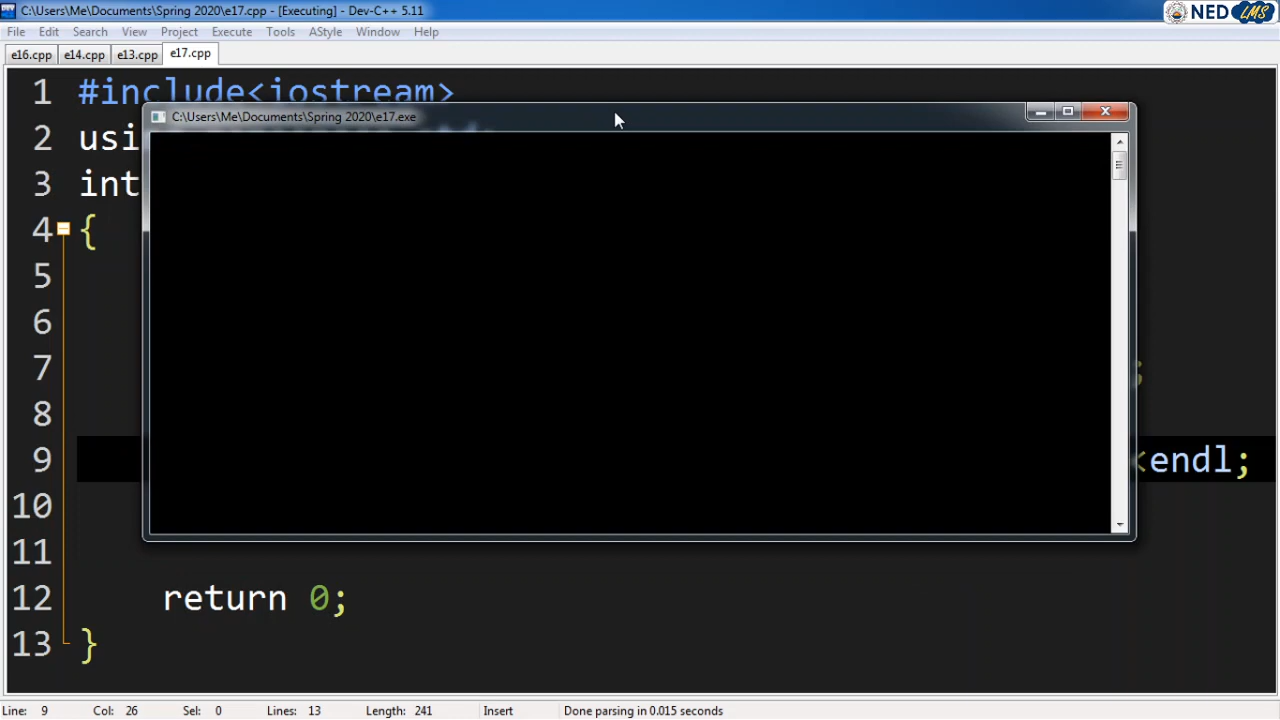 C:\Users\Me\Documents\Spring 2020\e17.cpp - [Executing] - Dev-C++ 5.11
NED LMS
File Edit Search View Project Execute Tools AStyle Window Help
e16.cpp e14.cpp e13.cpp e17.cpp
1 #include<iostream>
C:\Users\Me\Documents\Spring 2020\e17.exe
2 usi
3 int
4 {
5
6
7 ;
8
9 <endl;
10
11
12 return 0;
13 }
Line: 9 Col: 26 Sel: 0 Lines: 13 Length: 241 Insert Done parsing in 0.015 seconds